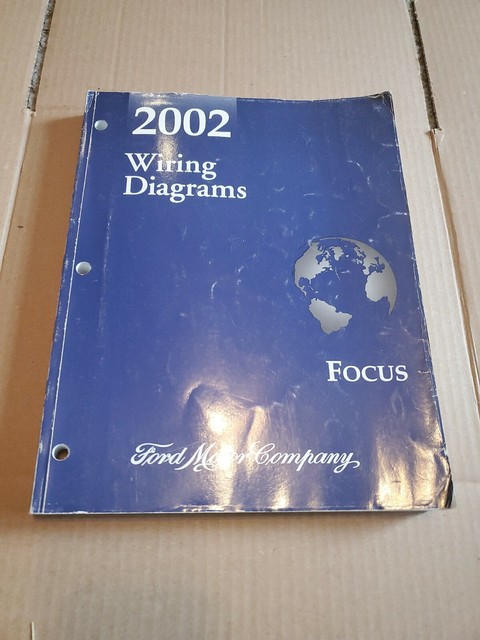 2002
Wiring
Diagrams
FOCUS
Ford Motor Company